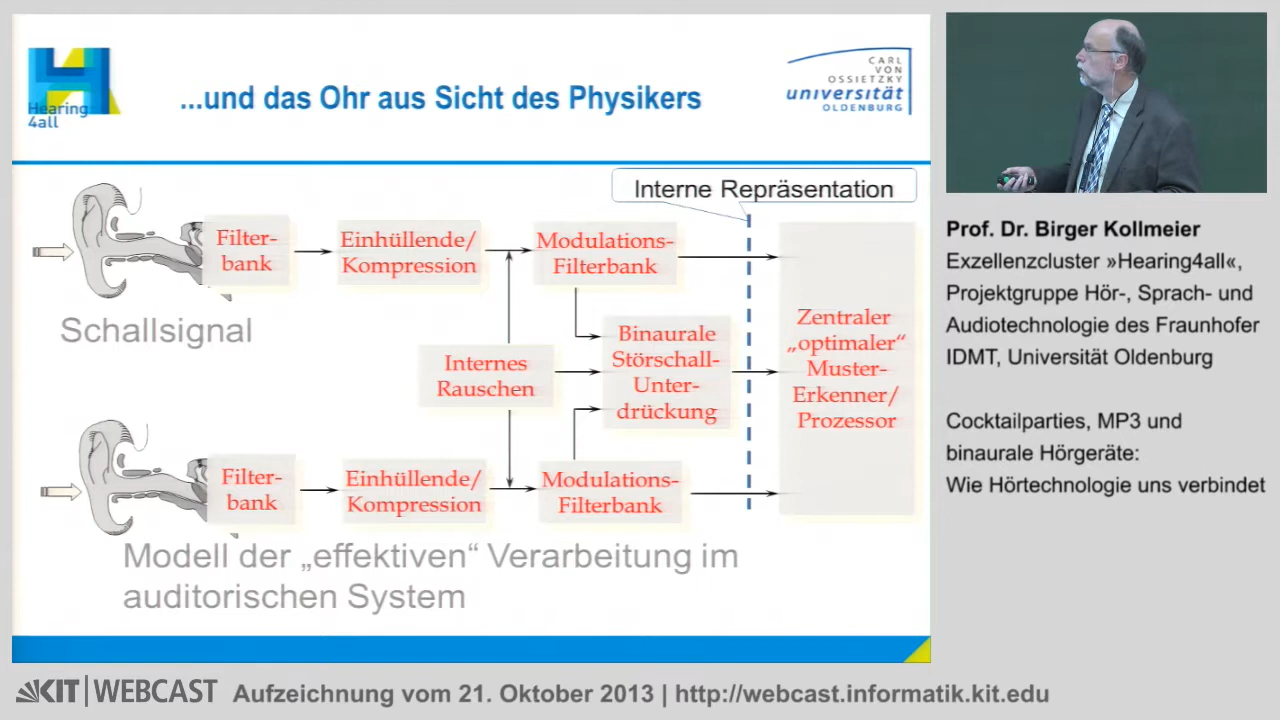 Hearing
4all
...und das Ohr aus Sicht des Physikers
CARL
VON
OSSIETZKY
universität
OLDENBURG
Interne Repräsentation
Filter-
bank
Einhüllende/
Kompression
Modulations-
Filterbank
Schallsignal
Internes
Rauschen
Binaurale
Störschall-
Unter-
drückung
Zentraler
„optimaler“
Muster-
Erkenner/
Prozessor
Filter-
bank
Einhüllende/
Kompression
Modulations-
Filterbank
Modell der „effektiven“ Verarbeitung im
auditorischen System
Prof. Dr. Birger Kollmeier
Exzellenzcluster »Hearing4all«,
Projektgruppe Hör-, Sprach- und
Audiotechnologie des Fraunhofer
IDMT, Universität Oldenburg
Cocktailparties, MP3 und
binaurale Hörgeräte:
Wie Hörtechnologie uns verbindet
KIT | WEBCAST Aufzeichnung vom 21. Oktober 2013 | http://webcast.informatik.kit.edu